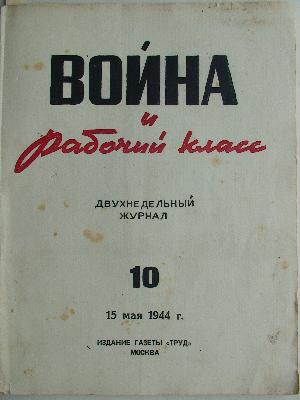 ВОЙНА
и
рабочий класс
ДВУХНЕДЕЛЬНЫЙ
ЖУРНАЛ
10
15 мая 1944 г.
ИЗДАНИЕ ГАЗЕТЫ «ТРУД»
МОСКВА